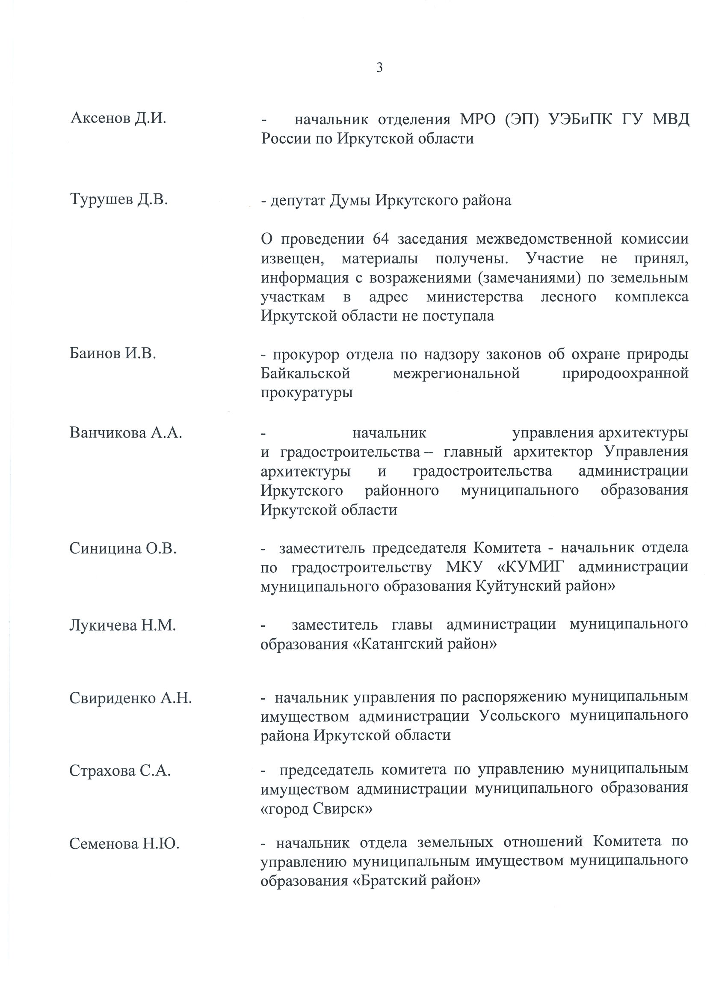 3
Аксенов Д.И. - начальник отделения МРО (ЭП) УЭБиПК ГУ МВД
России по Иркутской области
Турушев Д.В. - депутат Думы Иркутского района
О проведении 64 заседания межведомственной комиссии
извещен, материалы получены. Участие не принял,
информация с возражениями (замечаниями) по земельным
участкам в адрес министерства лесного комплекса
Иркутской области не поступала
Баинов И.В. - прокурор отдела по надзору законов об охране природы
Байкальской межрегиональной природоохранной
прокуратуры
Ванчикова А.А. - начальник управления архитектуры
и градостроительства – главный архитектор Управления
архитектуры и градостроительства администрации
Иркутского районного муниципального образования
Иркутской области
Синицина О.В. - заместитель председателя Комитета - начальник отдела
по градостроительству МКУ «КУМИГ администрации
муниципального образования Куйтунский район»
Лукичева Н.М. - заместитель главы администрации муниципального
образования «Катангский район»
Свириденко А.Н. - начальник управления по распоряжению муниципальным
имуществом администрации Усольского муниципального
района Иркутской области
Страхова С.А. - председатель комитета по управлению муниципальным
имуществом администрации муниципального образования
«город Свирск»
Семенова Н.Ю. - начальник отдела земельных отношений Комитета по
управлению муниципальным имуществом муниципального
образования «Братский район»